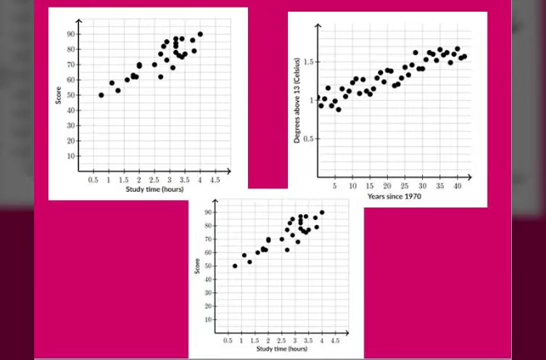 90
80
70
60
50
40
30
20
10
Score
0.5 1 1.5 2 2.5 3 3.5 4 4.5
Study time (hours)
1.5
1
0.5
Degrees above 13 (Celsius)
5 10 15 20 25 30 35 40
Years since 1970
90
80
70
60
50
40
30
20
10
Score
0.5 1 1.5 2 2.5 3 3.5 4 4.5
Study time (hours)